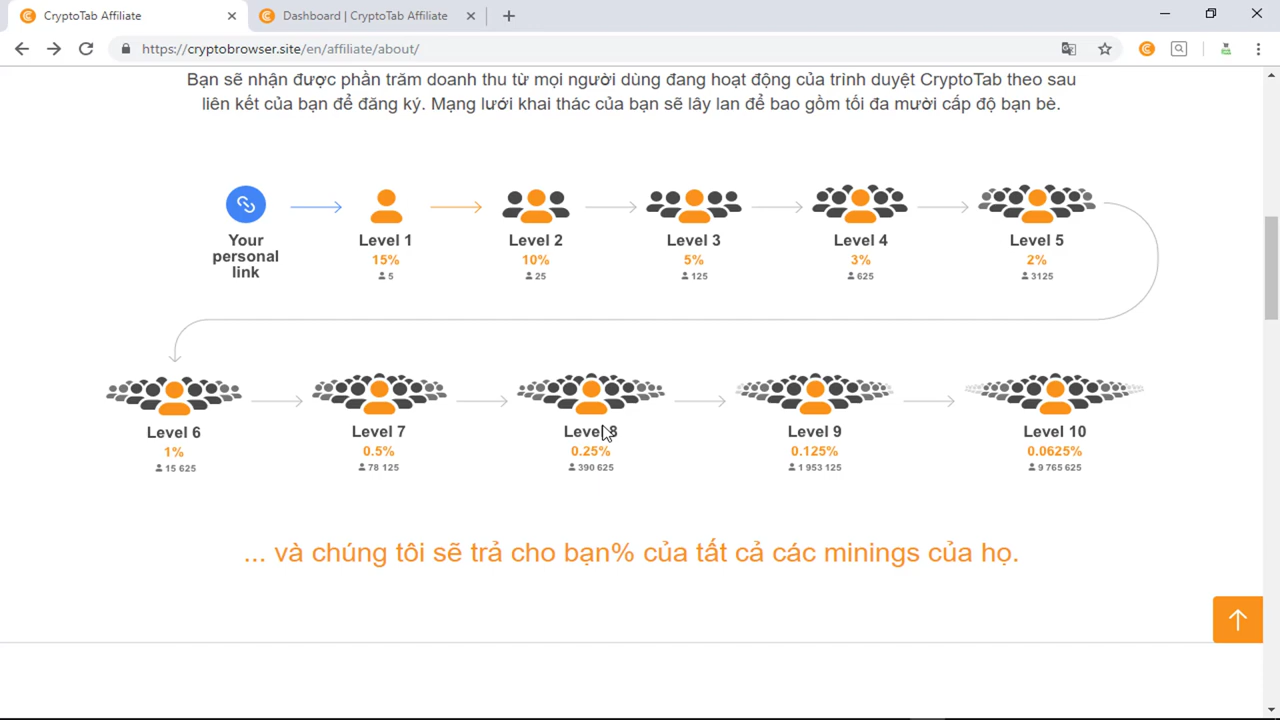 CryptoTab Affiliate
Dashboard | CryptoTab Affiliate
https://cryptobrowser.site/en/affiliate/about/
Bạn sẽ nhận được phần trăm doanh thu từ mọi người dùng đang hoạt động của trình duyệt CryptoTab theo sau
liên kết của bạn để đăng ký. Mạng lưới khai thác của bạn sẽ lây lan để bao gồm tối đa mười cấp độ bạn bè.
Your
personal
link
Level 1
15%
5
Level 2
10%
25
Level 3
5%
125
Level 4
3%
625
Level 5
2%
3125
Level 6
1%
15 625
Level 7
0.5%
78 125
Level 8
0.25%
390 625
Level 9
0.125%
1 953 125
Level 10
0.0625%
9 765 625
... và chúng tôi sẽ trả cho bạn% của tất cả các minings của họ.